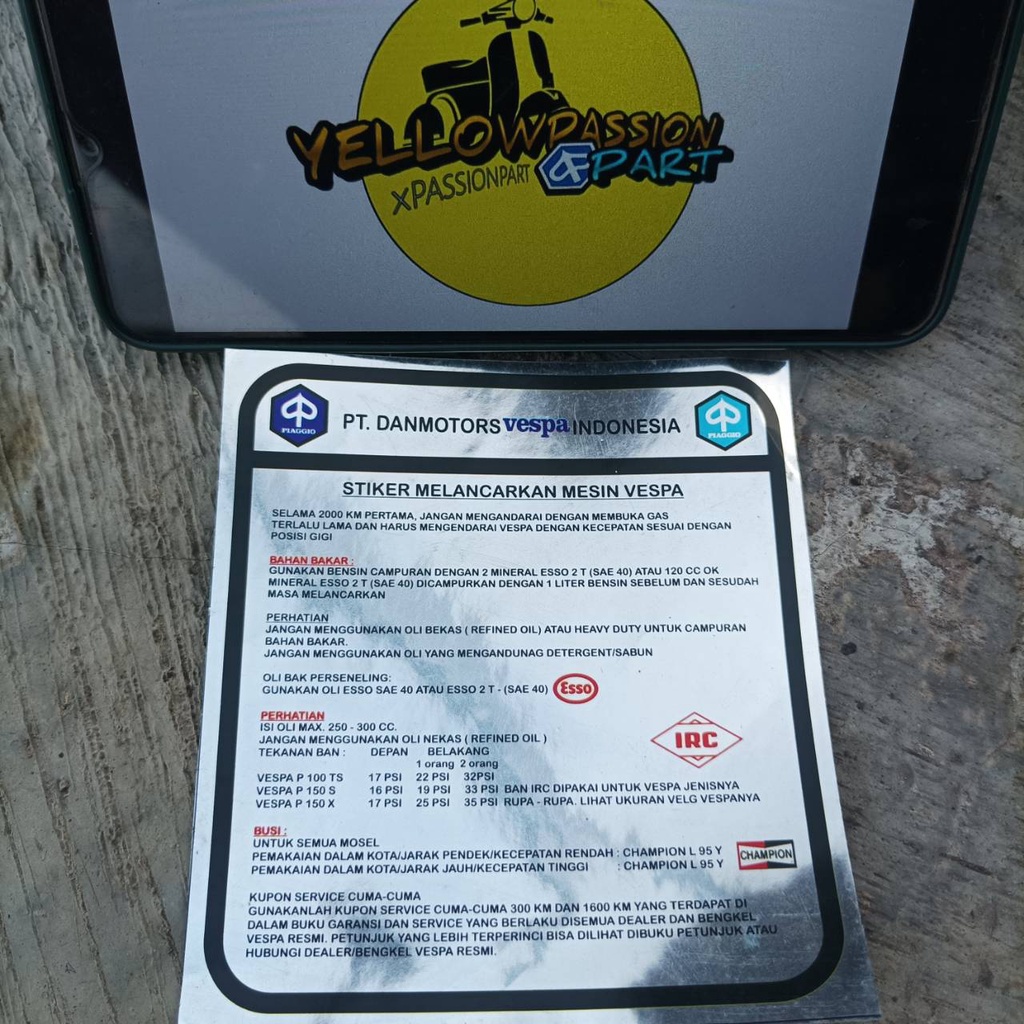 YELLOWPASSION
PART
xPASSIONPART
PIAGGIO
PT. DANMOTORS vespa INDONESIA
PIAGGIO
STIKER MELANCARKAN MESIN VESPA
SELAMA 2000 KM PERTAMA, JANGAN MENGANDARAI DENGAN MEMBUKA GAS
TERLALU LAMA DAN HARUS MENGENDARAI VESPA DENGAN KECEPATAN SESUAI DENGAN
POSISI GIGI
BAHAN BAKAR :
GUNAKAN BENSIN CAMPURAN DENGAN 2 MINERAL ESSO 2 T (SAE 40) ATAU 120 CC OK
MINERAL ESSO 2 T (SAE 40) DICAMPURKAN DENGAN 1 LITER BENSIN SEBELUM DAN SESUDAH
MASA MELANCARKAN
PERHATIAN
JANGAN MENGGUNAKAN OLI BEKAS ( REFINED OIL) ATAU HEAVY DUTY UNTUK CAMPURAN
BAHAN BAKAR.
JANGAN MENGGUNAKAN OLI YANG MENGANDUNAG DETERGENT/SABUN
OLI BAK PERSENELING:
GUNAKAN OLI ESSO SAE 40 ATAU ESSO 2 T - (SAE 40) Esso
PERHATIAN
ISI OLI MAX. 250 - 300 CC.
JANGAN MENGGUNAKAN OLI NEKAS ( REFINED OIL )
IRC
TEKANAN BAN : DEPAN BELAKANG
1 orang 2 orang
VESPA P 100 TS 17 PSI 22 PSI 32PSI
VESPA P 150 S 16 PSI 19 PSI 33 PSI BAN IRC DIPAKAI UNTUK VESPA JENISNYA
VESPA P 150 X 17 PSI 25 PSI 35 PSI RUPA - RUPA. LIHAT UKURAN VELG VESPANYA
BUSI :
UNTUK SEMUA MOSEL
PEMAKAIEN DALAM KOTA/JARAK PENDEK/KECEPATAN RENDAH : CHAMPION L 95 Y
PEMAKAIEN DALAM KOTA/JARAK JAUH/KECEPATAN TINGGI : CHAMPION L 95 Y
CHAMPION
KUPON SERVICE CUMA-CUMA
GUNAKANLAH KUPON SERVICE CUMA-CUMA 300 KM DAN 1600 KM YANG TERDAPAT DI
DALAM BUKU GARANSI DAN SERVICE YANG BERLAKU DISEMUA DEALER DAN BENGKEL
VESPA RESMI. PETUNJUK YANG LEBIH TERPERINCI BISA DILIHAT DIBUKU PETUNJUK ATAU
HUBUNGI DEALER/BENGKEL VESPA RESMI.